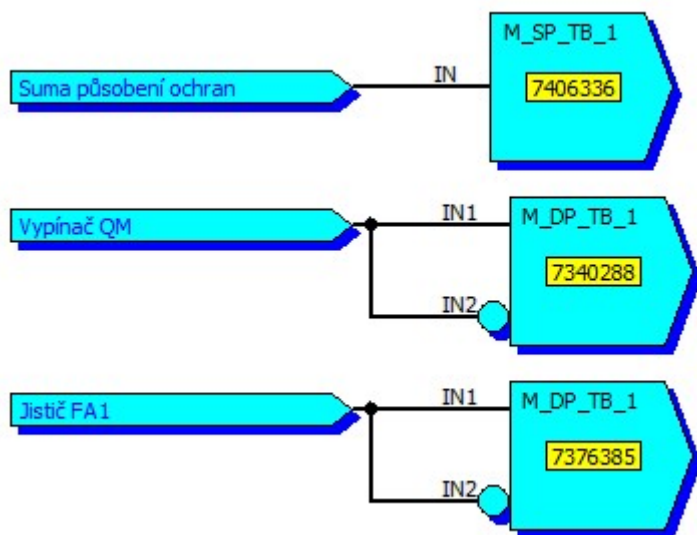 M_SP_TB_1
Suma působení ochran
IN
7406336
Vypínač QM
IN1
M_DP_TB_1
7340288
IN2
Jistič FA1
IN1
M_DP_TB_1
7376385
IN2